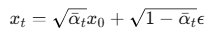 $x_t = \sqrt{\bar{\alpha}_t} x_0 + \sqrt{1 - \bar{\alpha}_t} \epsilon$